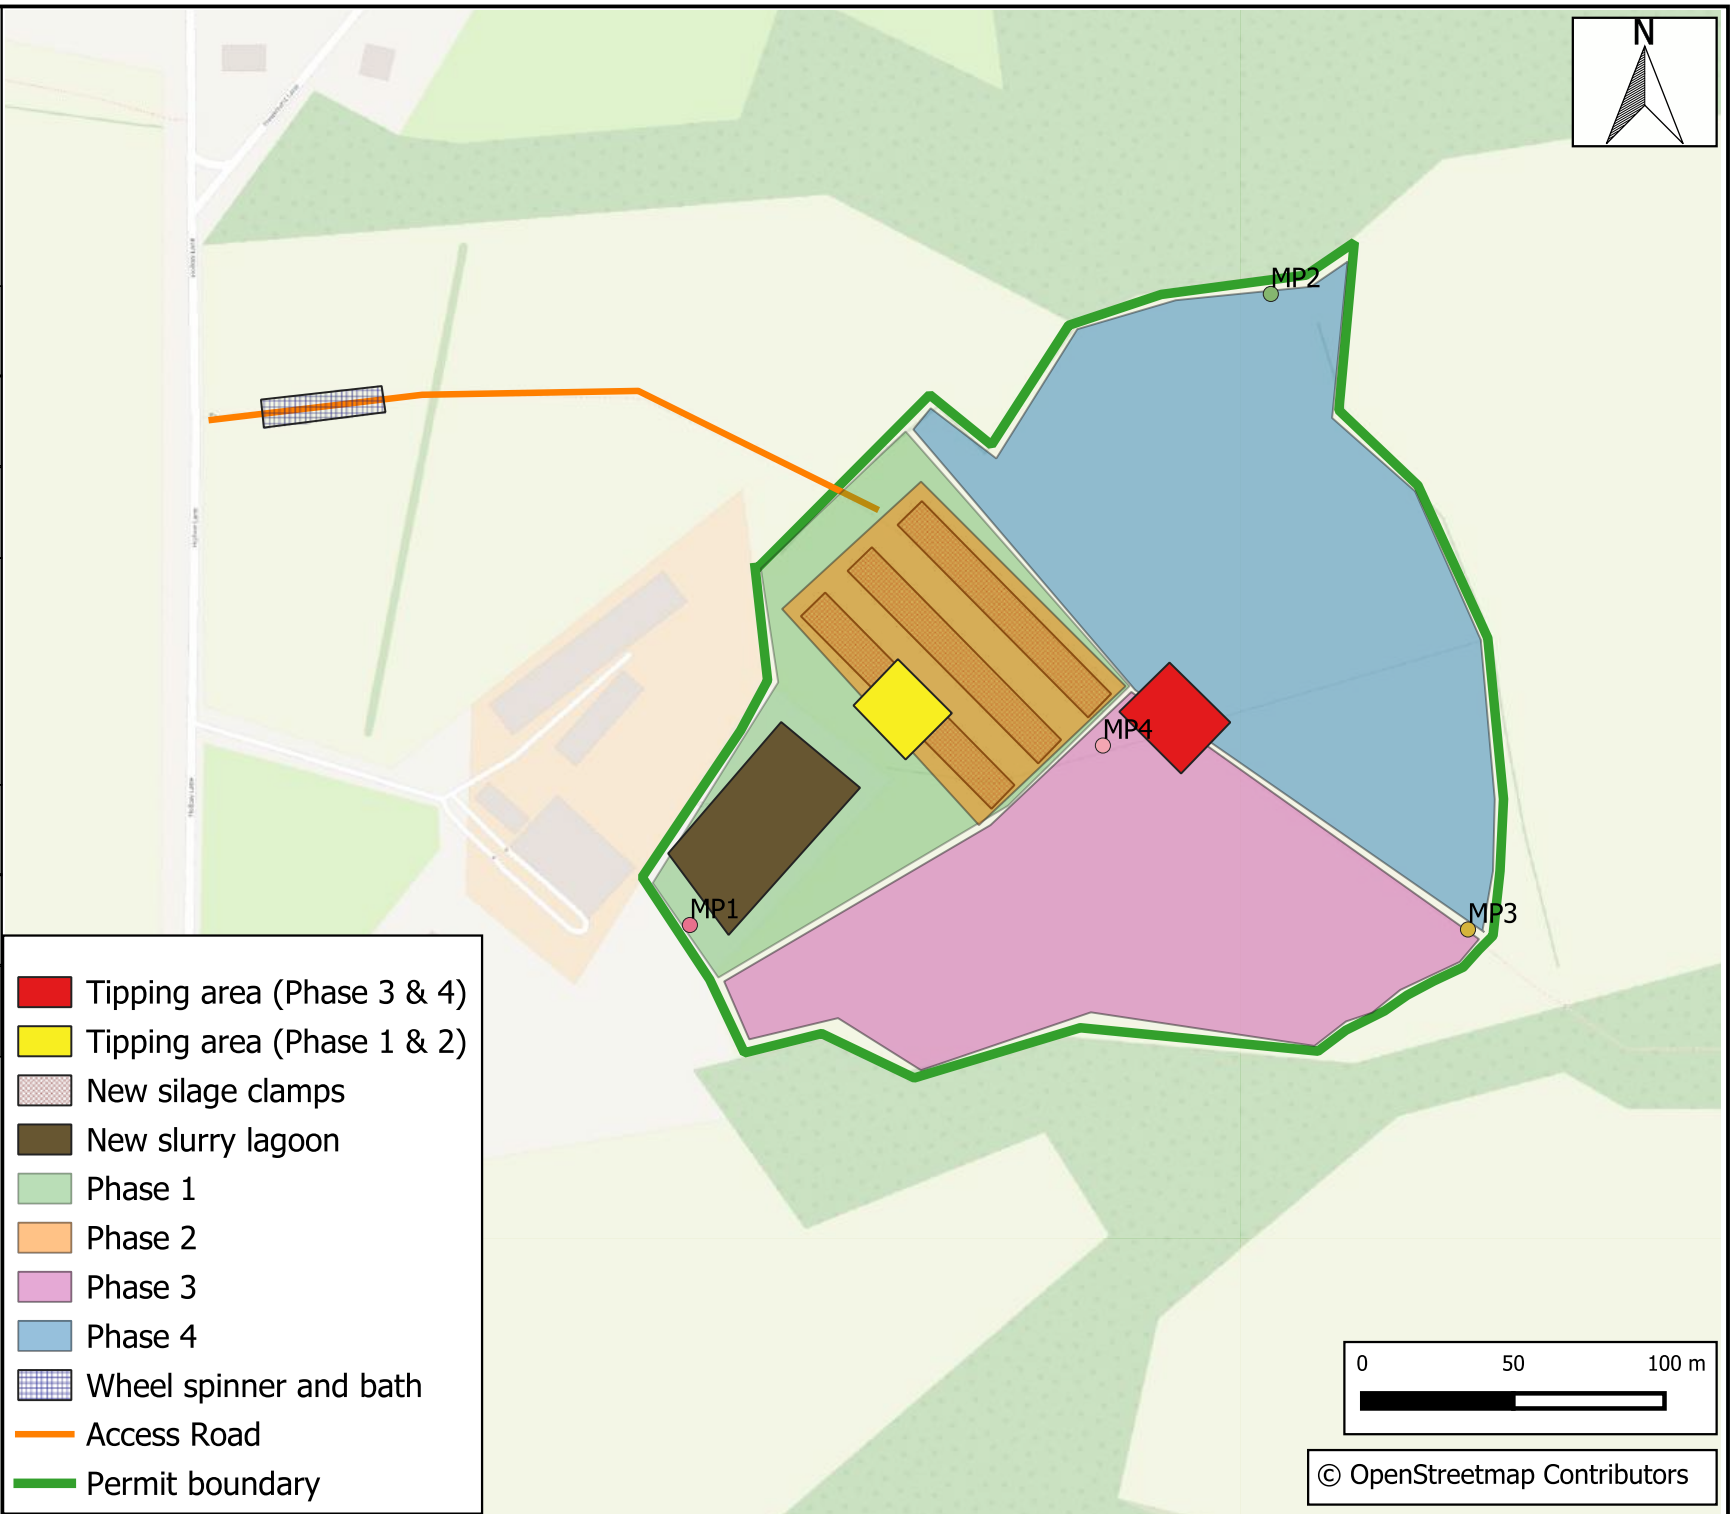 N
MP2
MP4
MP3
MP1
Tipping area (Phase 3 & 4)
Tipping area (Phase 1 & 2)
New silage clamps
New slurry lagoon
Phase 1
Phase 2
Phase 3
Phase 4
Wheel spinner and bath
Access Road
Permit boundary
0 50 100 m
© OpenStreetmap Contributors